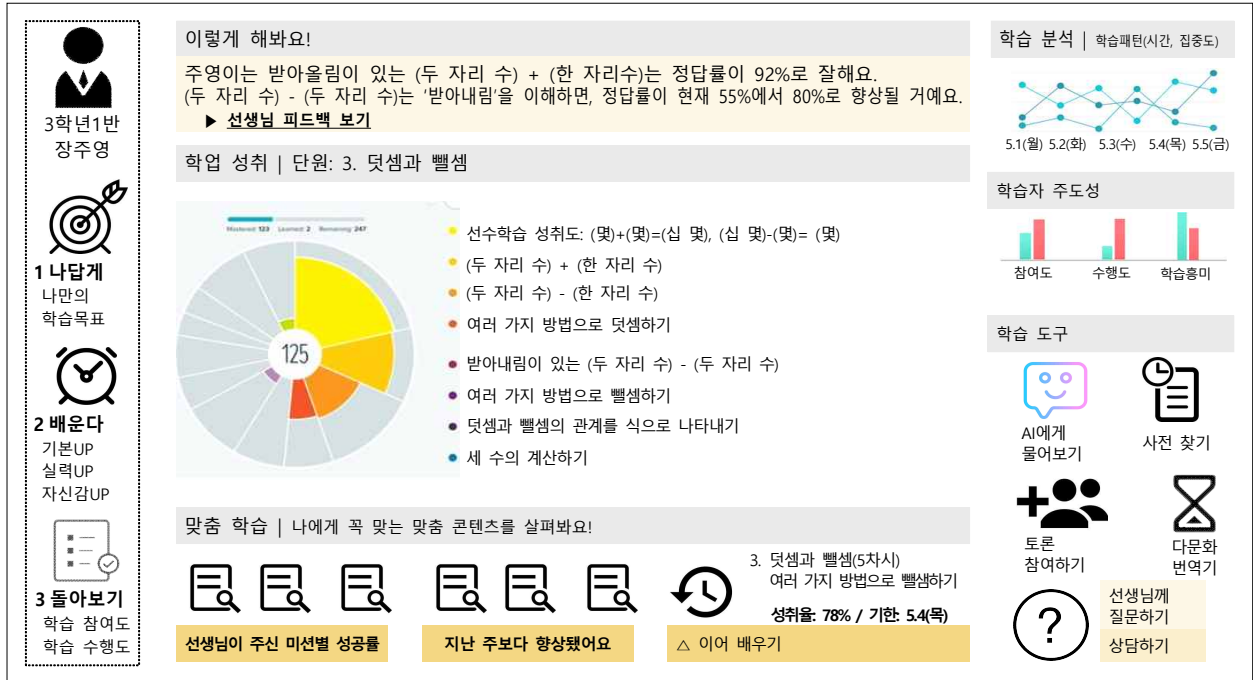 3학년1반
장주영
1 나답게
나만의
학습목표
2 배운다
기본UP
실력UP
자신감UP
3 돌아보기
학습 참여도
학습 수행도
이렇게 해봐요!
주영이는 받아올림이 있는 (두 자리 수) + (한 자리수)는 정답률이 92%로 잘해요.
(두 자리 수) - (두 자리 수)는 '받아내림'을 이해하면, 정답률이 현재 55%에서 80%로 향상될 거예요.
▶ 선생님 피드백 보기
학업 성취 | 단원: 3. 덧셈과 뺄셈
Mastered: 123 Learned: 2 Remaining: 247
125
선수학습 성취도: (몇)+(몇)=(십 몇), (십 몇)-(몇)= (몇)
(두 자리 수) + (한 자리 수)
(두 자리 수) - (한 자리 수)
여러 가지 방법으로 덧셈하기
받아내림이 있는 (두 자리 수) - (두 자리 수)
여러 가지 방법으로 뺄셈하기
덧셈과 뺄셈의 관계를 식으로 나타내기
세 수의 계산하기
맞춤 학습 | 나에게 꼭 맞는 맞춤 콘텐츠를 살펴봐요!
선생님이 주신 미션별 성공률
지난 주보다 향상됐어요
3. 덧셈과 뺄셈(5차시)
여러 가지 방법으로 뺄샘하기
성취율: 78% / 기한: 5.4(목)
△ 이어 배우기
학습 분석 | 학습패턴(시간, 집중도)
5.1(월) 5.2(화) 5.3(수) 5.4(목) 5.5(금)
학습자 주도성
참여도 수행도 학습흥미
학습 도구
AI에게
물어보기
사전 찾기
토론
참여하기
다문화
번역기
?
선생님께
질문하기
상담하기